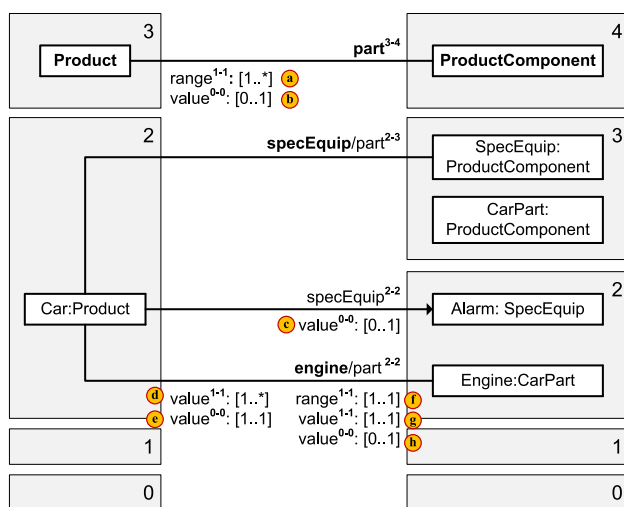 3
4
Product
part³⁻⁴
ProductComponent
range¹⁻¹: [1..*] a
value⁰⁻⁰: [0..1] b
2
3
specEquip/part²⁻³
SpecEquip:
ProductComponent
CarPart:
ProductComponent
2
Car:Product
specEquip²⁻²
Alarm: SpecEquip
c value⁰⁻⁰: [0..1]
engine/part ²⁻²
Engine:CarPart
d value¹⁻¹: [1..*]
range¹⁻¹: [1..1] f
e value⁰⁻⁰: [1..1]
value¹⁻¹: [1..1] g
value⁰⁻⁰: [0..1] h
1
1
0
0